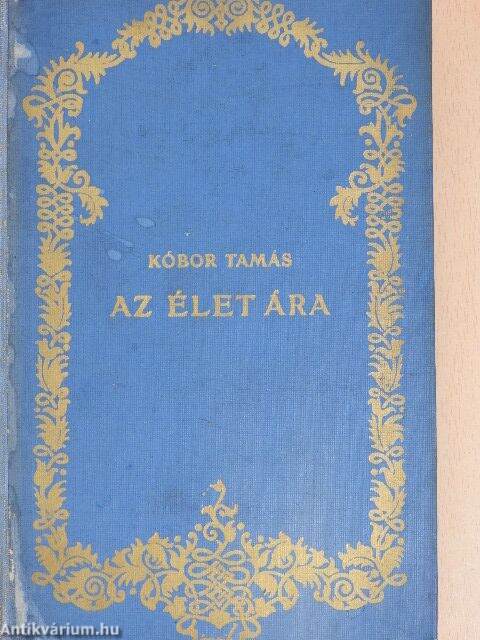 KÓBOR TAMÁS
AZ ÉLET ÁRA
Antikvárium.hu